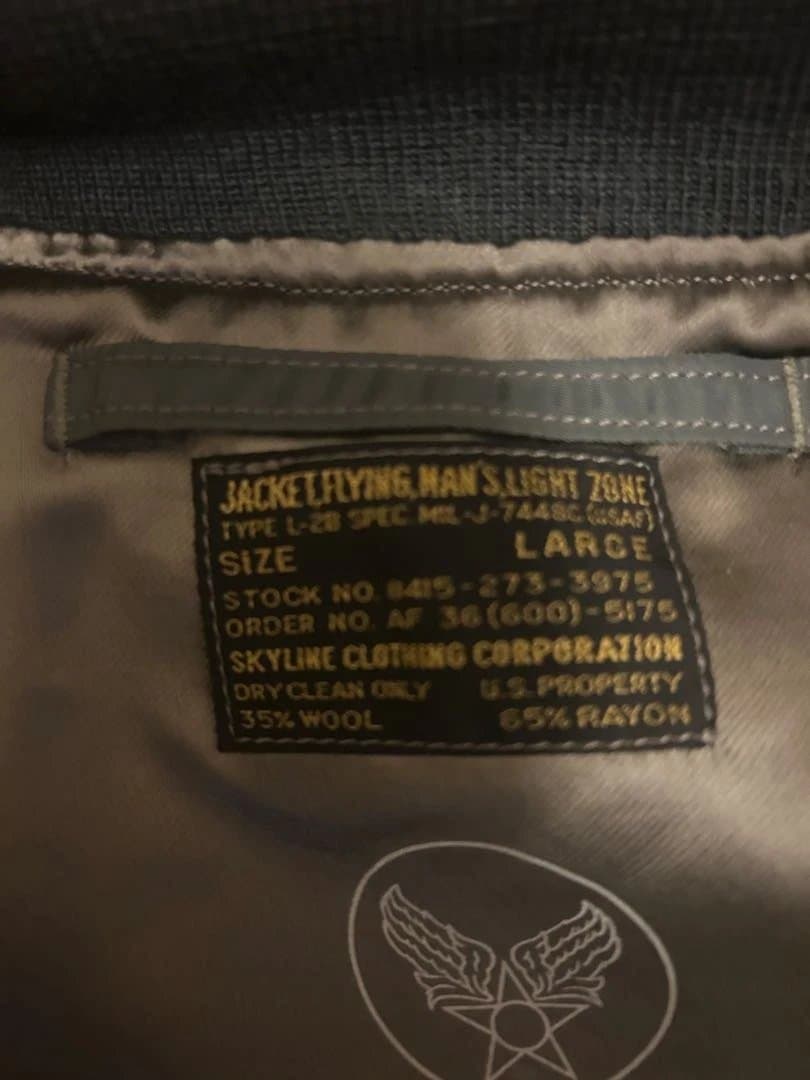 JACKET,FLYING,MAN'S,LIGHT ZONE
TYPE L-2B SPEC MIL-J-7448C (USAF)
SIZE LARGE
STOCK NO. 8415-273-3975
ORDER NO. AF 36(600)-5175
SKYLINE CLOTHING CORPORATION
DRY CLEAN ONLY U.S. PROPERTY
35% WOOL 65% RAYON